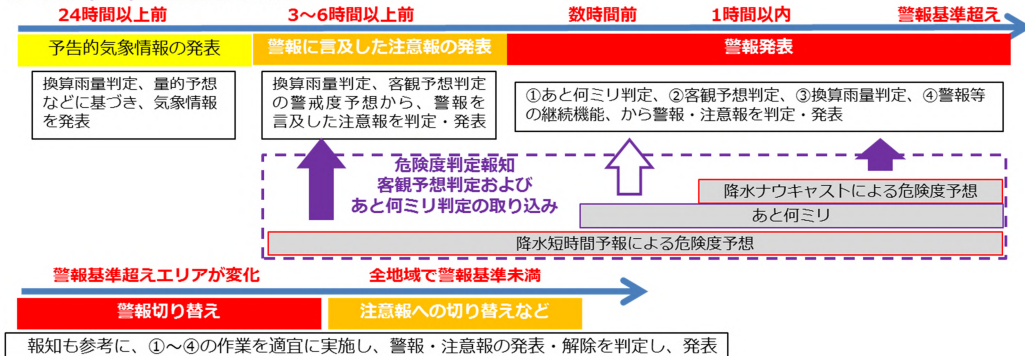 24時間以上前
3～6時間以上前
数時間前
1時間以内
警報基準超え
予告的気象情報の発表
警報に言及した注意報の発表
警報発表
換算雨量判定、量的予想
などに基づき、気象情報
を発表
換算雨量判定、客観予想判定
の警戒度予想から、警報を
言及した注意報を判定・発表
①あと何ミリ判定、②客観予想判定、③換算雨量判定、④警報等
の継続機能、から警報・注意報を判定・発表
危険度判定報知
客観予想判定および
あと何ミリ判定の取り込み
降水ナウキャストによる危険度予想
あと何ミリ
降水短時間予報による危険度予想
警報基準超えエリアが変化
全地域で警報基準未満
警報切り替え
注意報への切り替えなど
報知も参考に、①～④の作業を適宜に実施し、警報・注意報の発表・解除を判定し、発表